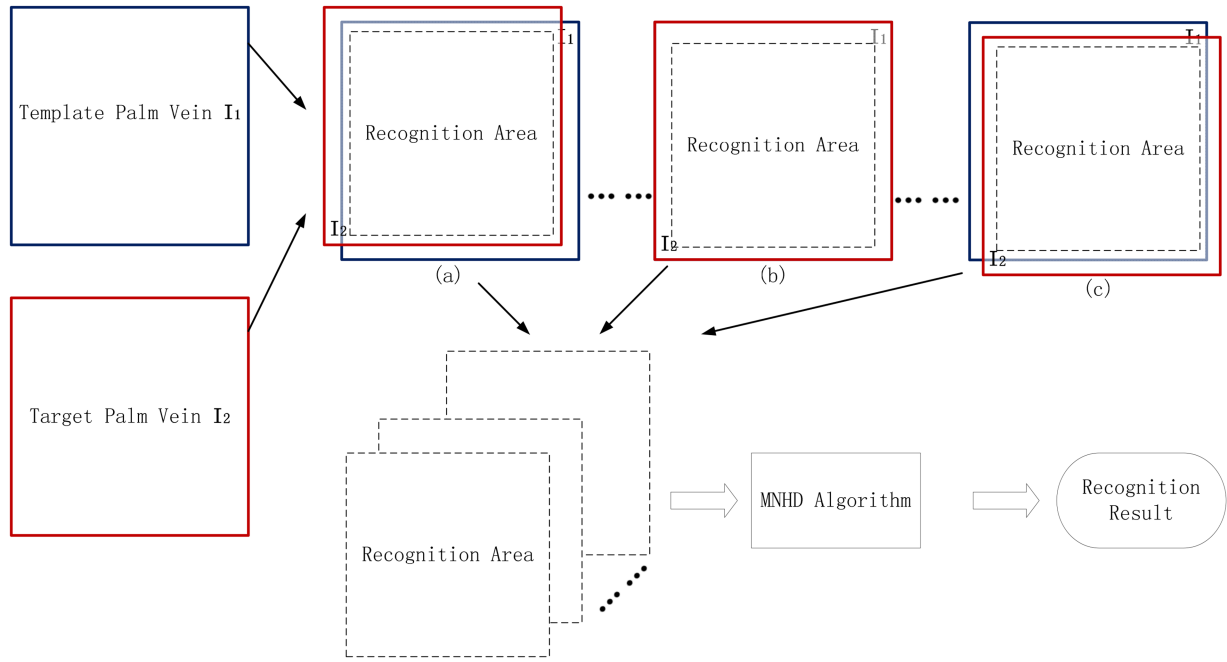 Template Palm Vein I1
Target Palm Vein I2
I1
Recognition Area
I2
(a)
I1
Recognition Area
I2
(b)
I1
Recognition Area
I2
(c)
Recognition Area
MNHD Algorithm
Recognition
Result